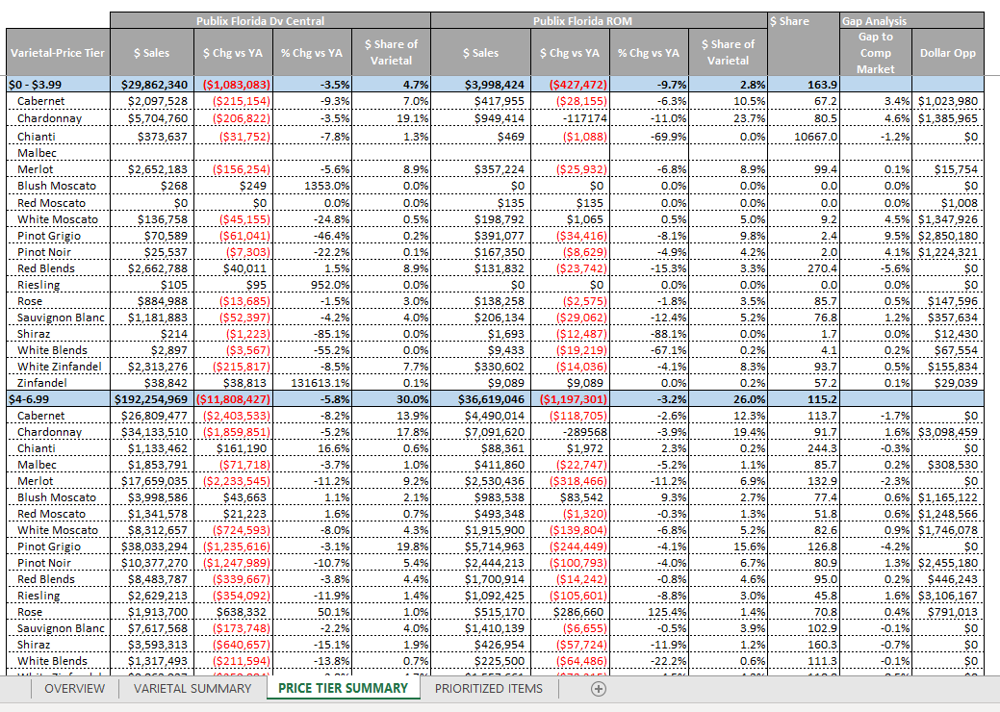 Publix Florida Dv Central Publix Florida ROM $ Share Gap Analysis
Varietal-Price Tier $ Sales $ Chg vs YA % Chg vs YA $ Share of Varietal $ Sales $ Chg vs YA % Chg vs YA $ Share of Varietal Gap to Comp Market Dollar Opp
$0 - $3.99 $29,862,340 ($1,083,083) -3.5% 4.7% $3,998,424 ($427,472) -9.7% 2.8% 163.9
Cabernet $2,097,528 ($215,154) -9.3% 7.0% $417,955 ($28,155) -6.3% 10.5% 67.2 3.4% $1,023,980
Chardonnay $5,704,760 ($206,822) -3.5% 19.1% $949,414 -117174 -11.0% 23.7% 80.5 4.6% $1,385,965
Chianti $373,637 ($31,752) -7.8% 1.3% $469 ($1,088) -69.9% 0.0% 10667.0 -1.2% $0
Malbec
Merlot $2,652,183 ($156,254) -5.6% 8.9% $357,224 ($25,932) -6.8% 8.9% 99.4 0.1% $15,754
Blush Moscato $268 $249 1353.0% 0.0% $0 $0 0.0% 0.0% 0.0 0.0% $0
Red Moscato $0 $0 0.0% 0.0% $135 $135 0.0% 0.0% 0.0 0.0% $1,008
White Moscato $136,758 ($45,155) -24.8% 0.5% $198,792 $1,065 0.5% 5.0% 9.2 4.5% $1,347,926
Pinot Grigio $70,589 ($61,041) -46.4% 0.2% $391,077 ($34,416) -8.1% 9.8% 2.4 9.5% $2,850,180
Pinot Noir $25,537 ($7,303) -22.2% 0.1% $167,350 ($8,629) -4.9% 4.2% 2.0 4.1% $1,224,321
Red Blends $2,662,788 $40,011 1.5% 8.9% $131,832 ($23,742) -15.3% 3.3% 270.4 -5.6% $0
Riesling $105 $95 952.0% 0.0% $0 $0 0.0% 0.0% 0.0 0.0% $0
Rose $884,988 ($13,685) -1.5% 3.0% $138,258 ($2,575) -1.8% 3.5% 85.7 0.5% $147,596
Sauvignon Blanc $1,181,883 ($52,397) -4.2% 4.0% $206,134 ($29,062) -12.4% 5.2% 76.8 1.2% $357,634
Shiraz $214 ($1,223) -85.1% 0.0% $1,693 ($12,487) -88.1% 0.0% 1.7 0.0% $12,430
White Blends $2,897 ($3,567) -55.2% 0.0% $9,433 ($19,219) -67.1% 0.2% 4.1 0.2% $67,554
White Zinfandel $2,313,276 ($215,817) -8.5% 7.7% $330,602 ($14,036) -4.1% 8.3% 93.7 0.5% $155,834
Zinfandel $38,842 $38,813 131613.1% 0.1% $9,089 $9,089 0.0% 0.2% 57.2 0.1% $29,039
$4-6.99 $192,254,969 ($11,808,427) -5.8% 30.0% $36,619,046 ($1,197,301) -3.2% 26.0% 115.2
Cabernet $26,809,477 ($2,403,533) -8.2% 13.9% $4,490,014 ($118,705) -2.6% 12.3% 113.7 -1.7% $0
Chardonnay $34,133,510 ($1,859,851) -5.2% 17.8% $7,091,620 -289568 -3.9% 19.4% 91.7 1.6% $3,098,459
Chianti $1,133,462 $161,190 16.6% 0.6% $88,361 $1,972 2.3% 0.2% 244.3 -0.3% $0
Malbec $1,853,791 ($71,718) -3.7% 1.0% $411,860 ($22,747) -5.2% 1.1% 85.7 0.2% $308,530
Merlot $17,659,035 ($2,233,545) -11.2% 9.2% $2,530,436 ($318,466) -11.2% 6.9% 132.9 -2.3% $0
Blush Moscato $3,998,586 $43,663 1.1% 2.1% $983,538 $83,542 9.3% 2.7% 77.4 0.6% $1,165,122
Red Moscato $1,341,578 $21,223 1.6% 0.7% $493,348 ($1,320) -0.3% 1.3% 51.8 0.6% $1,248,566
White Moscato $8,312,657 ($724,593) -8.0% 4.3% $1,915,900 ($139,804) -6.8% 5.2% 82.6 0.9% $1,746,078
Pinot Grigio $38,033,294 ($1,235,616) -3.1% 19.8% $5,714,963 ($244,449) -4.1% 15.6% 126.8 -4.2% $0
Pinot Noir $10,377,270 ($1,247,989) -10.7% 5.4% $2,444,213 ($100,793) -4.0% 6.7% 80.9 1.3% $2,455,180
Red Blends $8,483,787 ($339,667) -3.8% 4.4% $1,700,914 ($14,242) -0.8% 4.6% 95.0 0.2% $446,243
Riesling $2,629,213 ($354,092) -11.9% 1.4% $1,092,425 ($105,601) -8.8% 3.0% 45.8 1.6% $3,106,167
Rose $1,913,700 $638,332 50.1% 1.0% $515,170 $286,660 125.4% 1.4% 70.8 0.4% $791,013
Sauvignon Blanc $7,617,568 ($173,748) -2.2% 4.0% $1,410,139 ($6,655) -0.5% 3.9% 102.9 -0.1% $0
Shiraz $3,593,313 ($640,657) -15.1% 1.9% $426,954 ($57,724) -11.9% 1.2% 160.3 -0.7% $0
White Blends $1,317,493 ($211,594) -13.8% 0.7% $225,500 ($64,486) -22.2% 0.6% 111.3 -0.1% $0
OVERVIEW VARIETAL SUMMARY PRICE TIER SUMMARY PRIORITIZED ITEMS